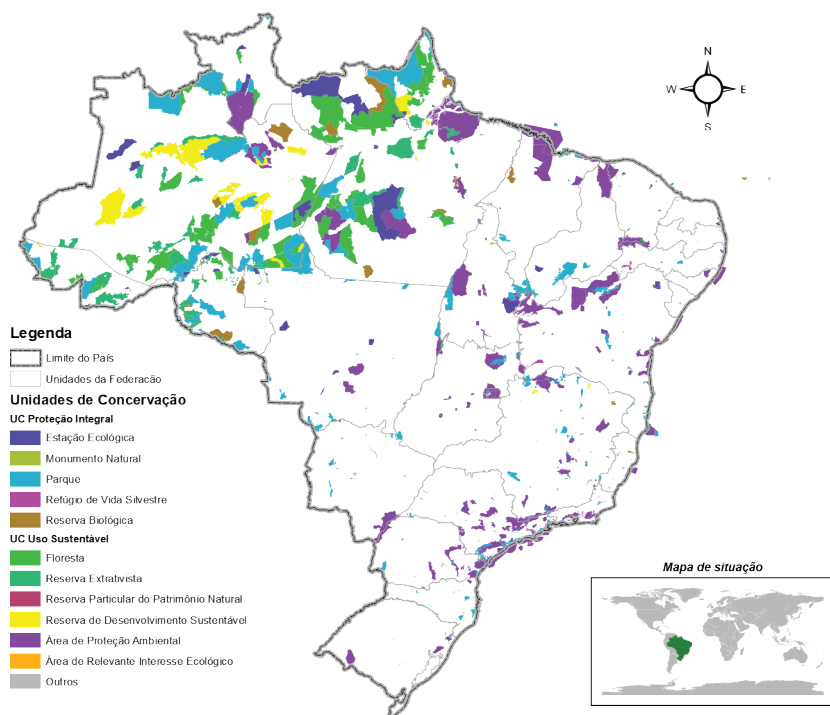 N
W
E
S
Legenda
Limite do País
Unidades da Federacão
Unidades de Concervação
UC Proteção Integral
Estação Ecológica
Monumento Natural
Parque
Refúgio de Vida Silvestre
Reserva Biológica
UC Uso Sustentável
Floresta
Reserva Extrativista
Reserva Particular do Patrimônio Natural
Reserva de Desenvolvimento Sustentável
Área de Proteção Ambiental
Área de Relevante Interesse Ecológico
Outros
Mapa de situação